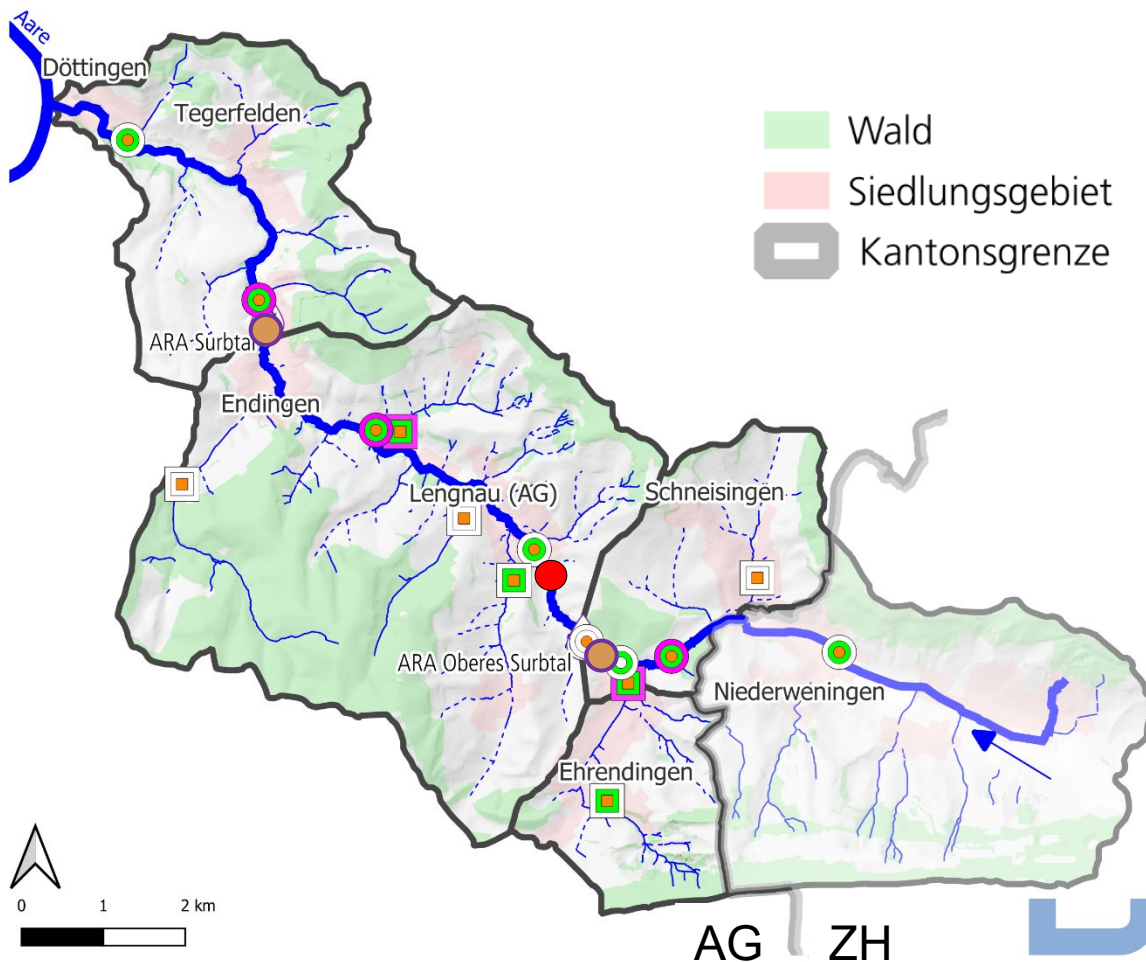 Aare
Döttingen
Tegerfelden
Wald
Siedlungsgebiet
Kantonsgrenze
ARA Surbtal
Endingen
Lengnau (AG)
Schneisingen
ARA Oberes Surbtal
Niederweningen
Ehrendingen
0 1 2 km
AG ZH